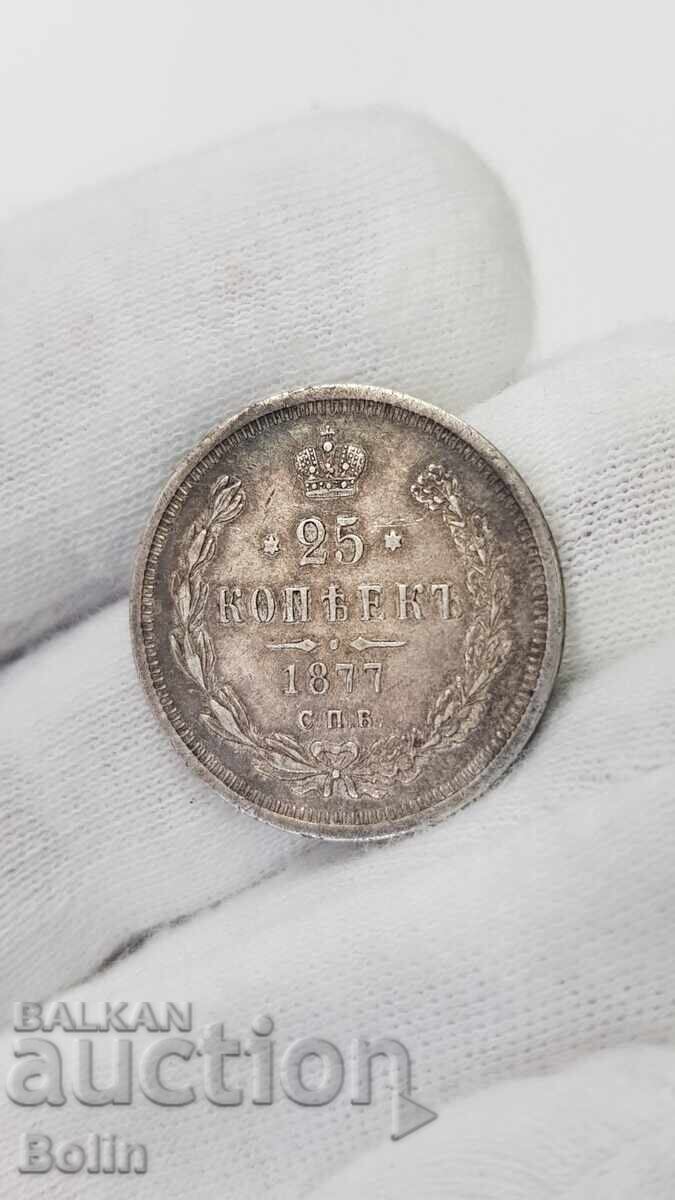 * 25 *
КОПѢЕКЪ
1877
С.П.Б.
BALKAN
auction
Bolin